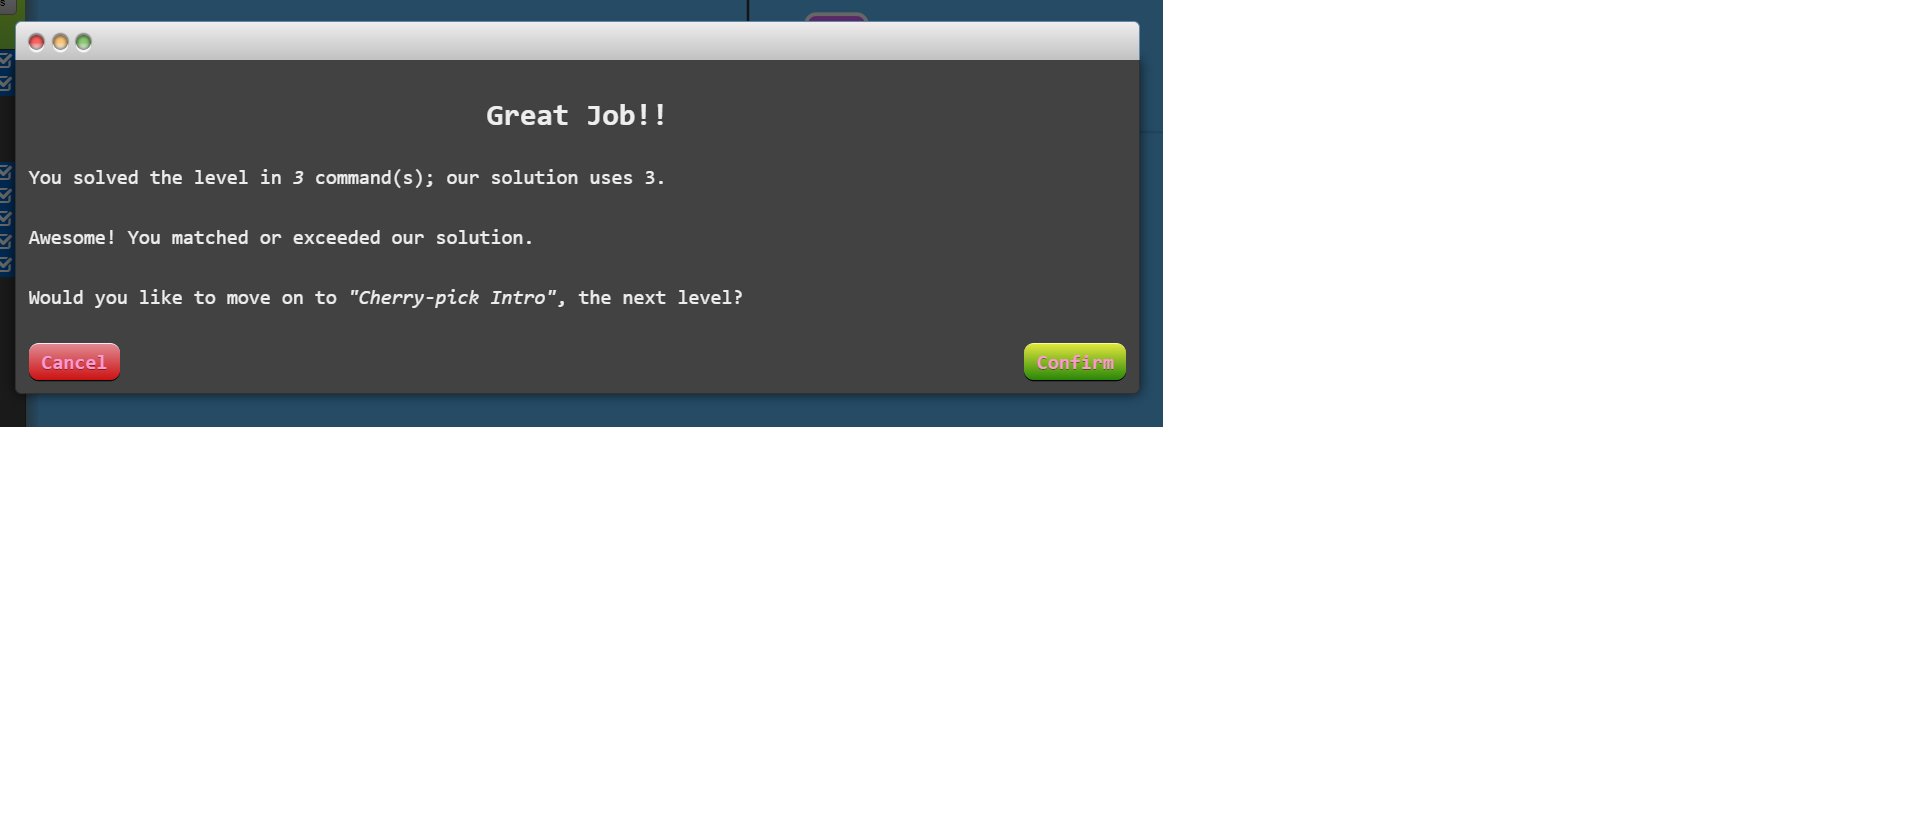 Great Job!!
You solved the level in 3 command(s); our solution uses 3.
Awesome! You matched or exceeded our solution.
Would you like to move on to "Cherry-pick Intro", the next level?
Cancel
Confirm